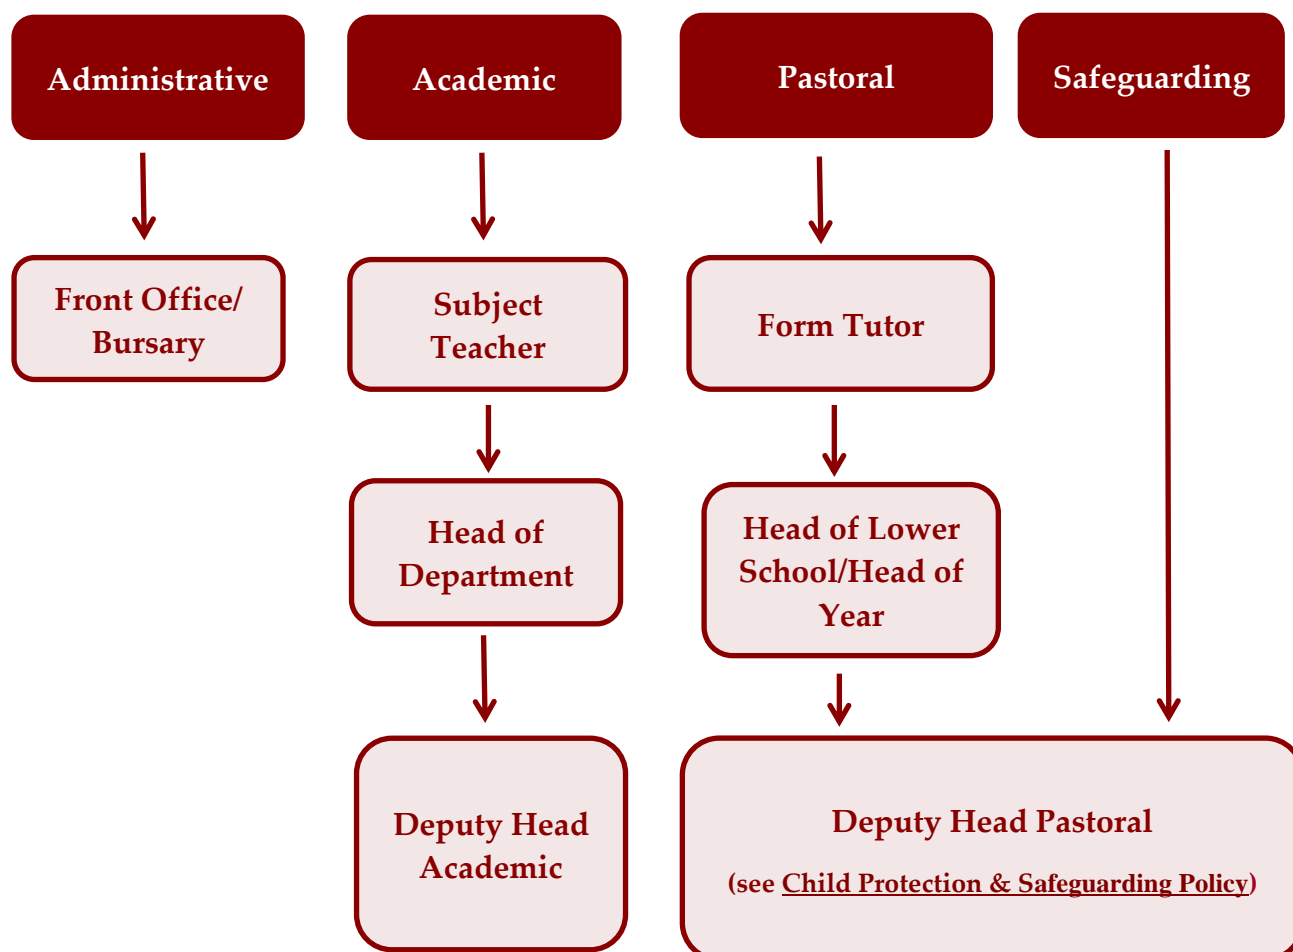 Administrative
Academic
Pastoral
Safeguarding
Front Office/
Bursary
Subject
Teacher
Form Tutor
Head of
Department
Head of Lower
School/Head of
Year
Deputy Head
Academic
Deputy Head Pastoral
(see Child Protection & Safeguarding Policy)